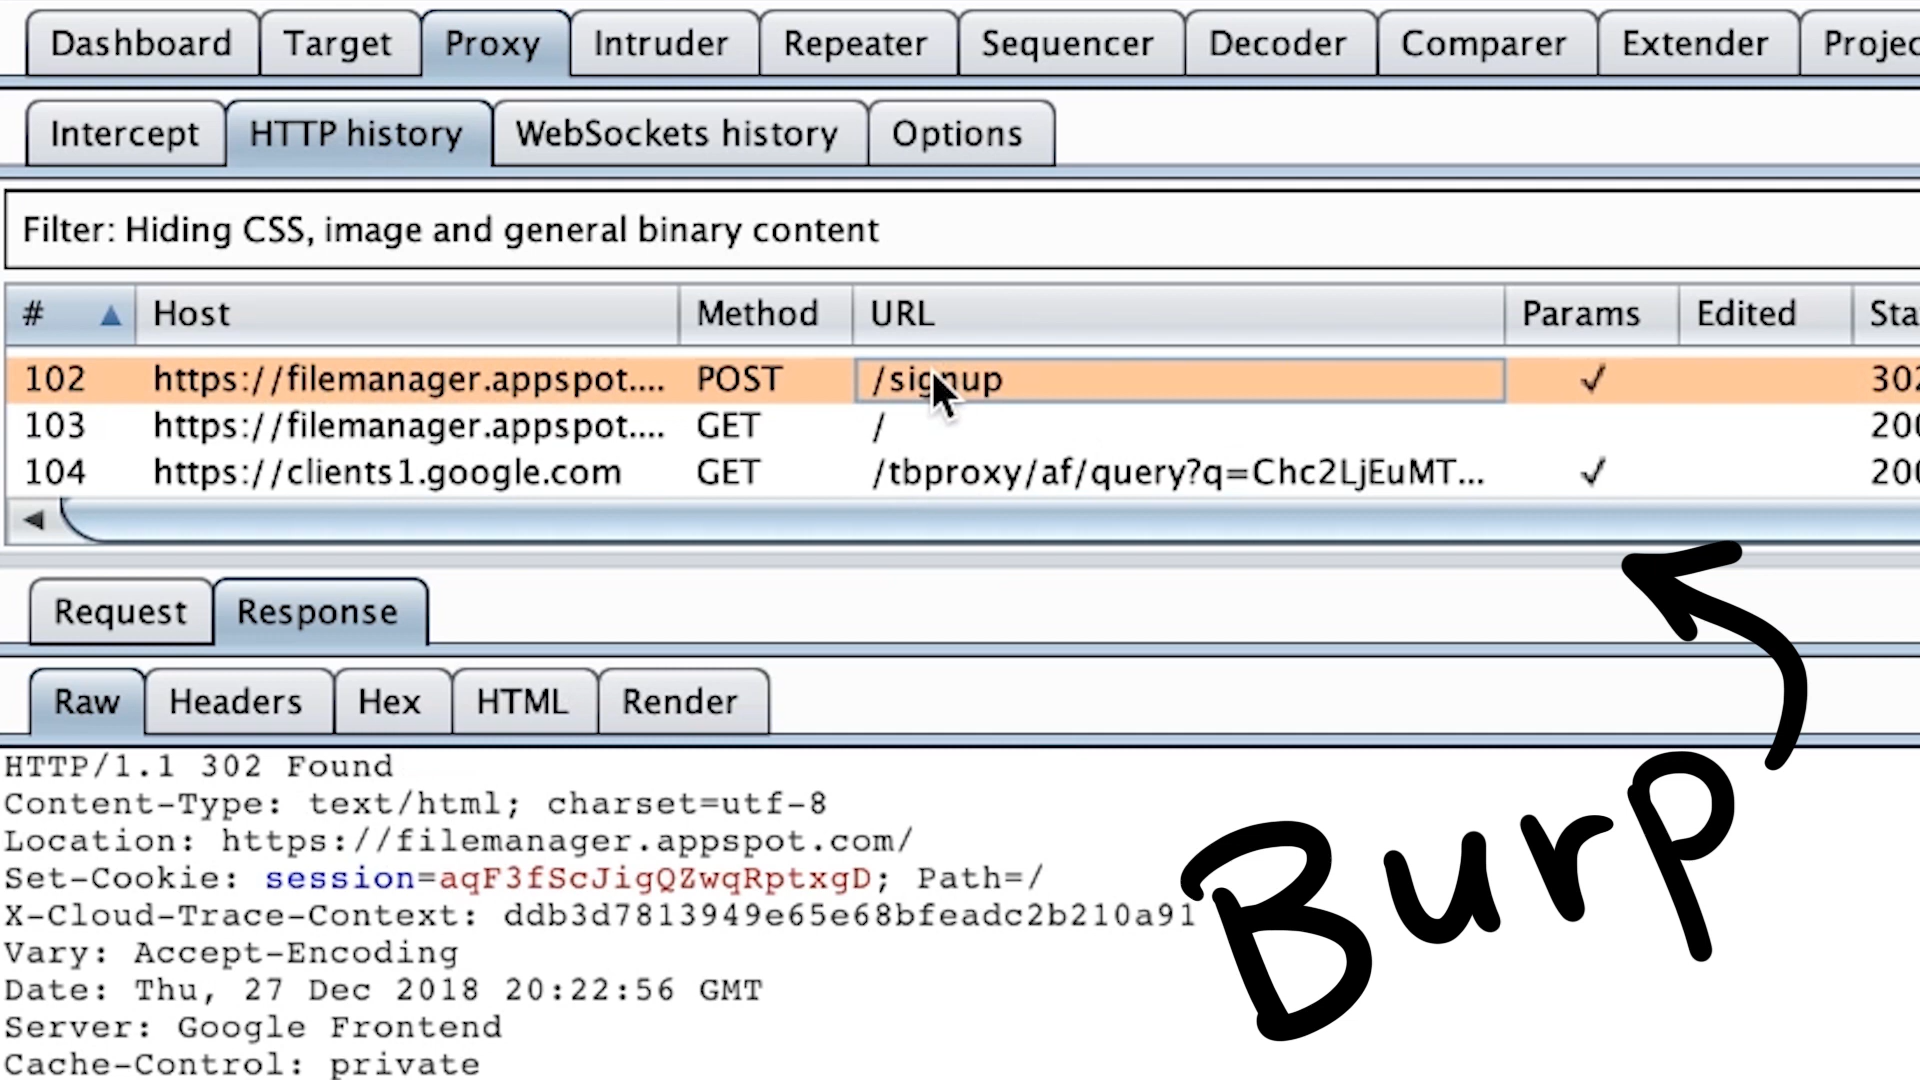 Dashboard Target Proxy Intruder Repeater Sequencer Decoder Comparer Extender Projec
Intercept HTTP history WebSockets history Options
Filter: Hiding CSS, image and general binary content
# Host Method URL Params Edited Sta
102 https://filemanager.appspot.... POST /signup ✓ 302
103 https://filemanager.appspot.... GET / 200
104 https://clients1.google.com GET /tbproxy/af/query?q=Chc2LjEuMT... ✓ 200
Request Response
Raw Headers Hex HTML Render
HTTP/1.1 302 Found
Content-Type: text/html; charset=utf-8
Location: https://filemanager.appspot.com/
Set-Cookie: session=aqF3fScJigQZwqRptxgD; Path=/
X-Cloud-Trace-Context: ddb3d7813949e65e68bfeadc2b210a91
Vary: Accept-Encoding
Date: Thu, 27 Dec 2018 20:22:56 GMT
Server: Google Frontend
Cache-Control: private
Burp